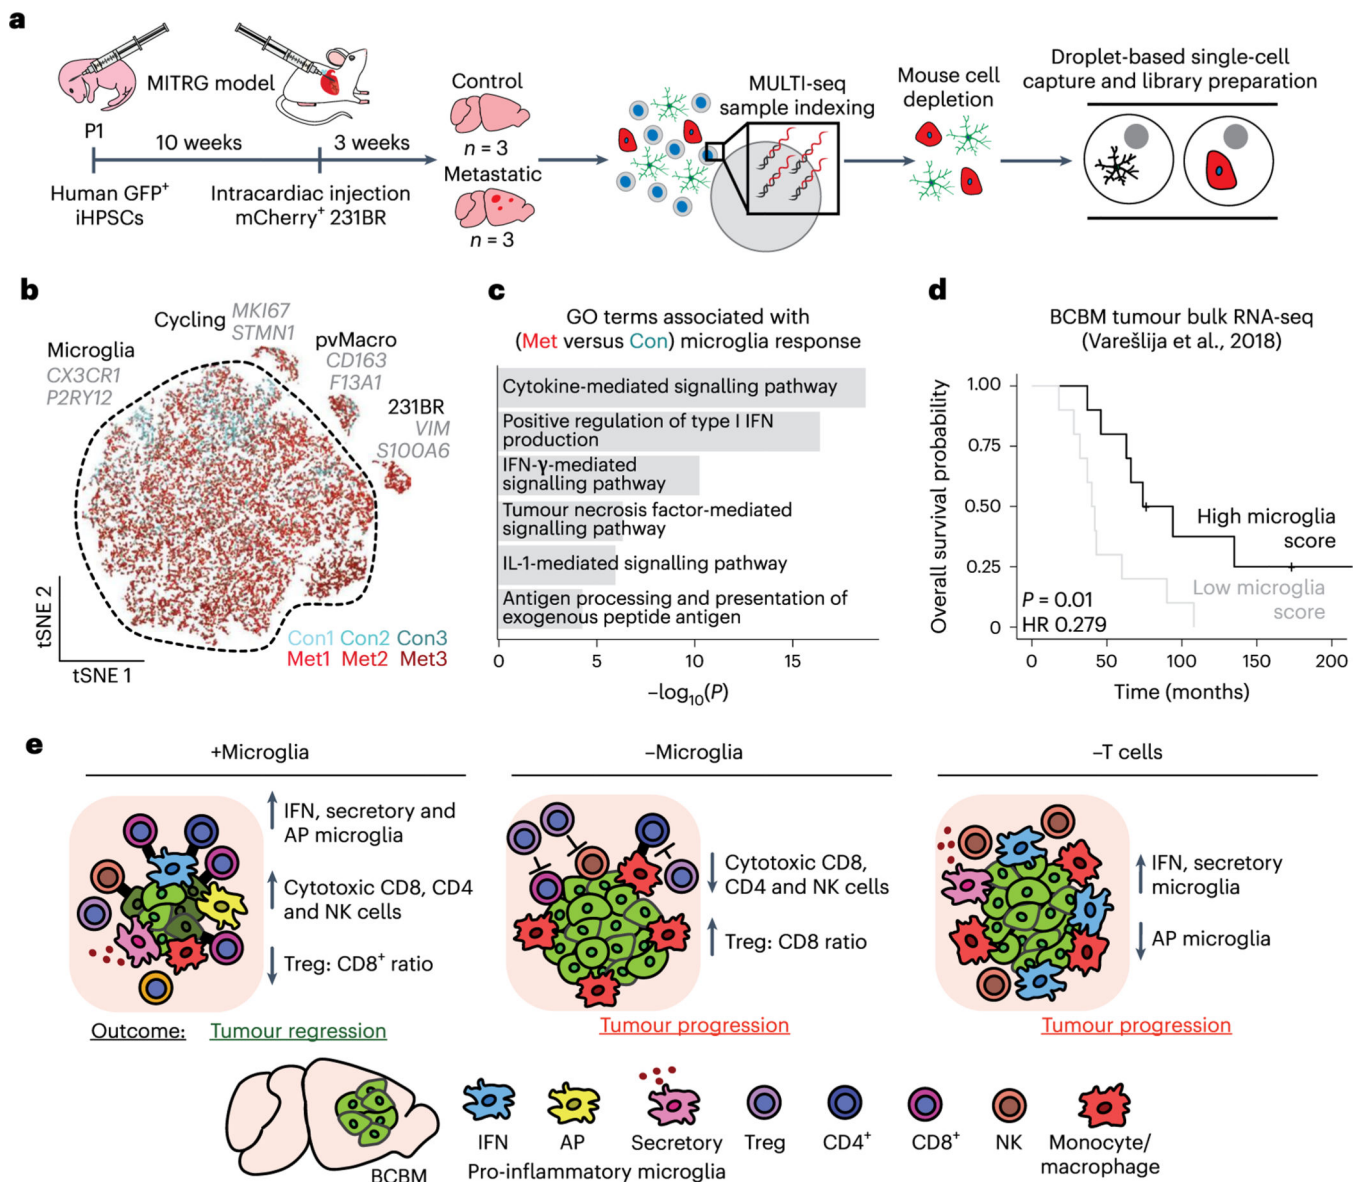 a
MITRG model
P1
10 weeks
3 weeks
Human GFP⁺
iHPSCs
Intracardiac injection
mCherry⁺ 231BR
Control
n = 3
Metastatic
n = 3
MULTI-seq
sample indexing
Mouse cell
depletion
Droplet-based single-cell
capture and library preparation
b
Microglia
CX3CR1
P2RY12
Cycling
MKI67
STMN1
pvMacro
CD163
F13A1
231BR
VIM
S100A6
tSNE 2
tSNE 1
Con1 Con2 Con3
Met1 Met2 Met3
c
GO terms associated with
(Met versus Con) microglia response
Cytokine-mediated signalling pathway
Positive regulation of type I IFN
production
IFN-γ-mediated
signalling pathway
Tumour necrosis factor-mediated
signalling pathway
IL-1-mediated signalling pathway
Antigen processing and presentation of
exogenous peptide antigen
0 5 10 15
–log₁₀(P)
d
BCBM tumour bulk RNA-seq
(Varešlija et al., 2018)
Overall survival probability
1.00
0.75
0.50
0.25
0
High microglia
score
Low microglia
score
P = 0.01
HR 0.279
0 50 100 150 200
Time (months)
e
+Microglia
IFN, secretory and
AP microglia
Cytotoxic CD8, CD4
and NK cells
Treg: CD8⁺ ratio
Outcome: Tumour regression
–Microglia
Cytotoxic CD8,
CD4 and NK cells
Treg: CD8 ratio
Tumour progression
–T cells
IFN, secretory
microglia
AP microglia
Tumour progression
BCBM
IFN
AP
Secretory
Pro-inflammatory microglia
Treg
CD4⁺
CD8⁺
NK
Monocyte/
macrophage